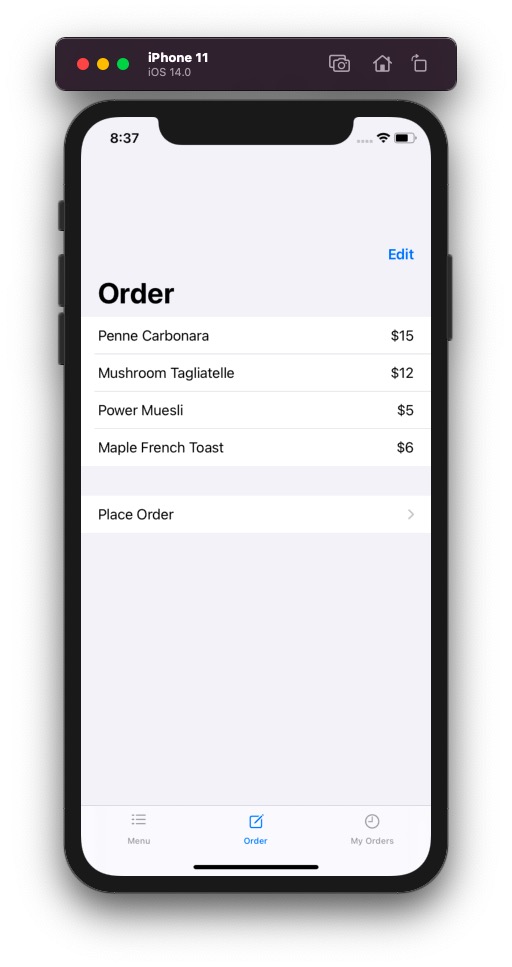 iPhone 11
iOS 14.0
8:37
Edit
Order
Penne Carbonara $15
Mushroom Tagliatelle $12
Power Muesli $5
Maple French Toast $6
Place Order
Menu Order My Orders